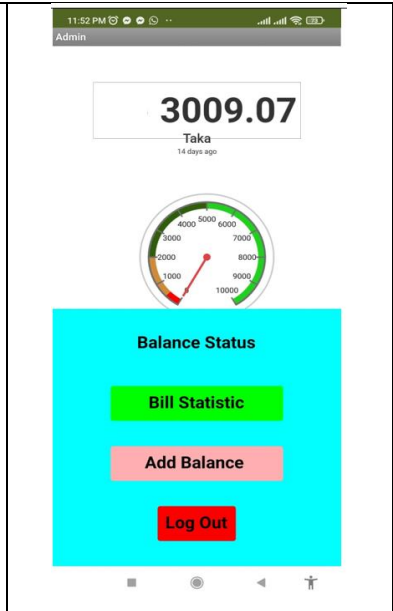 11:52 PM
Admin
3009.07
Taka
14 days ago
5000
4000 6000
3000 7000
2000 8000
1000 9000
0 10000
Balance Status
Bill Statistic
Add Balance
Log Out